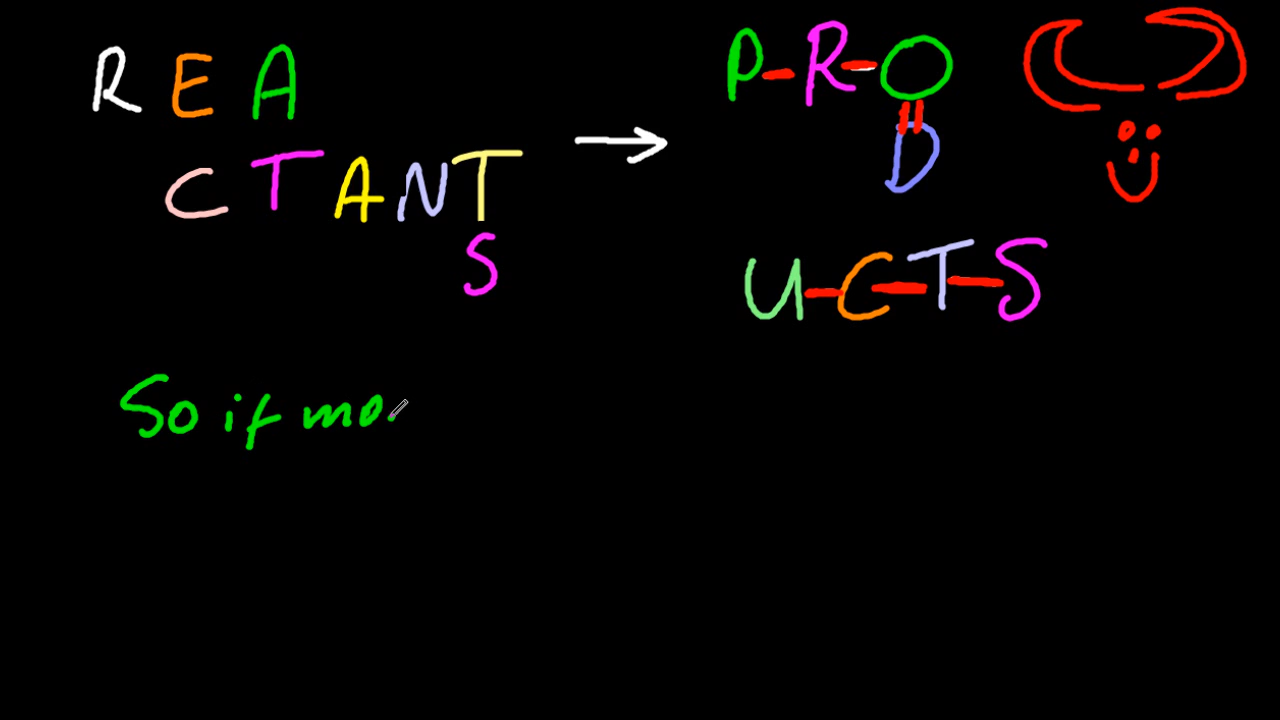 R E A
C T A N T
S
P-R-O
D
U-C-T-S
So if mo